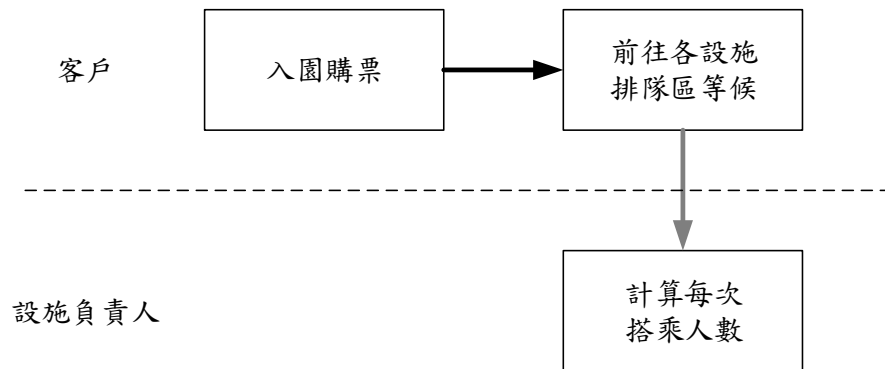 客戶
入園購票
前往各設施
排隊區等候
設施負責人
計算每次
搭乘人數